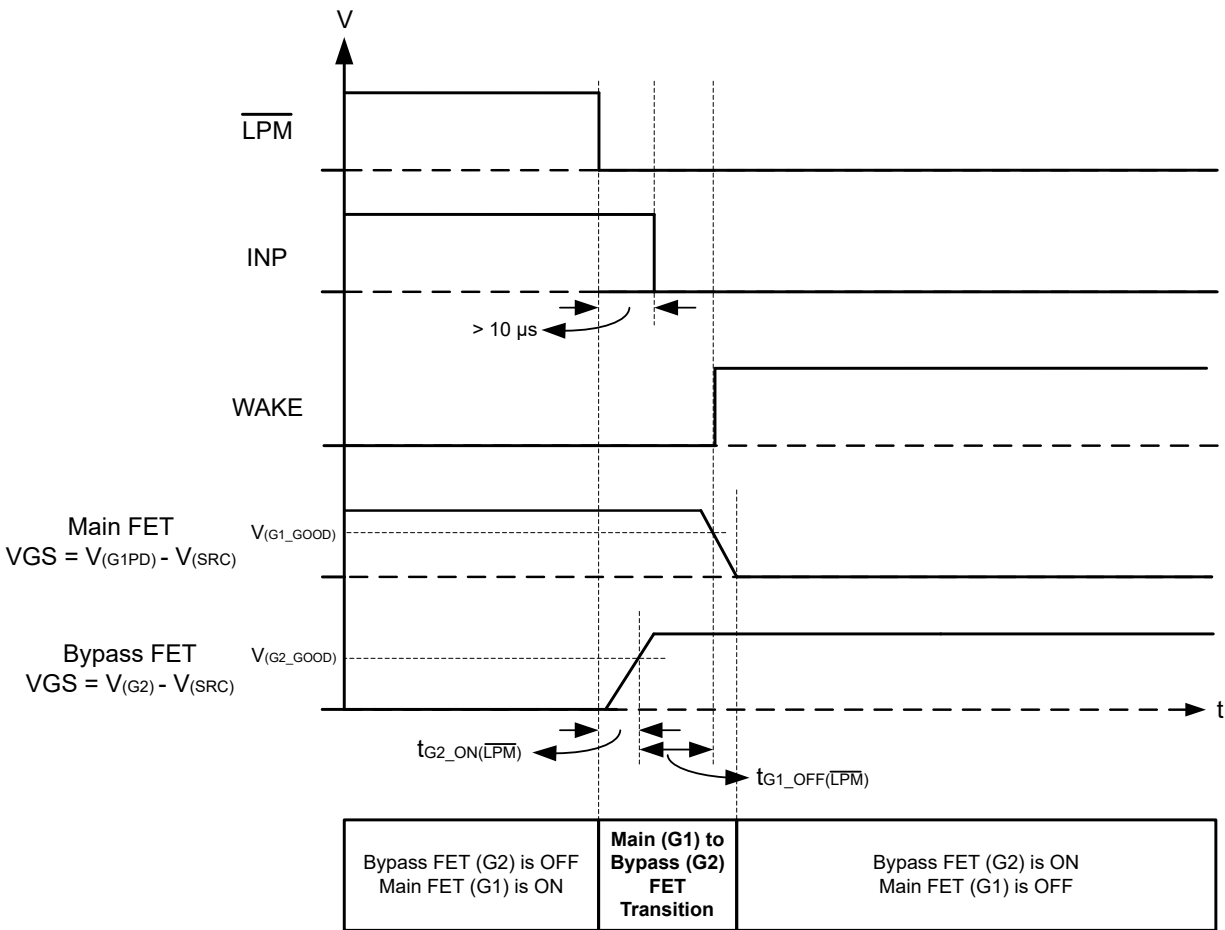 V
LPM
INP
> 10 µs
WAKE
Main FET
VGS = V(G1PD) - V(SRC)
V(G1_GOOD)
Bypass FET
VGS = V(G2) - V(SRC)
V(G2_GOOD)
t
tG2_ON(LPM)
tG1_OFF(LPM)
Bypass FET (G2) is OFF
Main FET (G1) is ON
Main (G1) to
Bypass (G2)
FET
Transition
Bypass FET (G2) is ON
Main FET (G1) is OFF